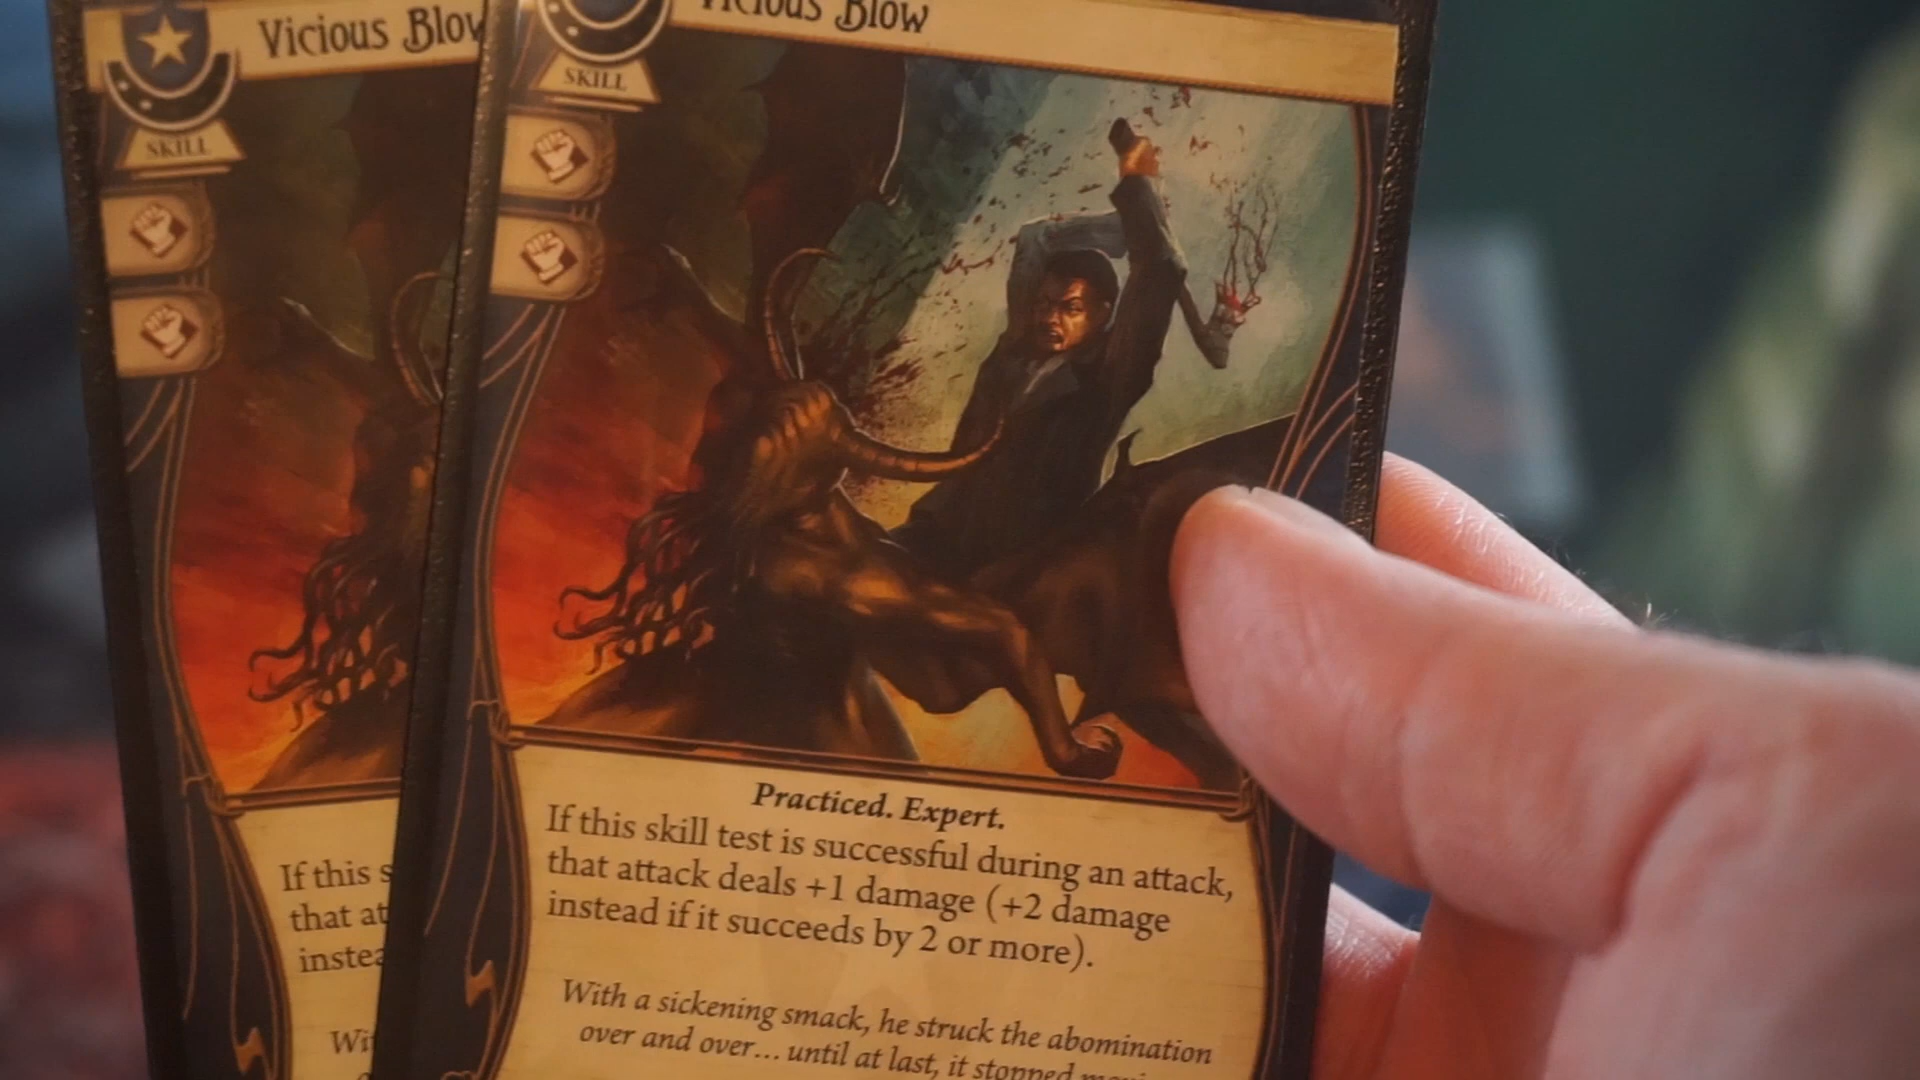 Vicious Blow
SKILL
If this s
that at
instea
Wit
Vicious Blow
SKILL
Practiced. Expert.
If this skill test is successful during an attack,
that attack deals +1 damage (+2 damage
instead if it succeeds by 2 or more).
With a sickening smack, he struck the abomination
over and over... until at last, it stopped